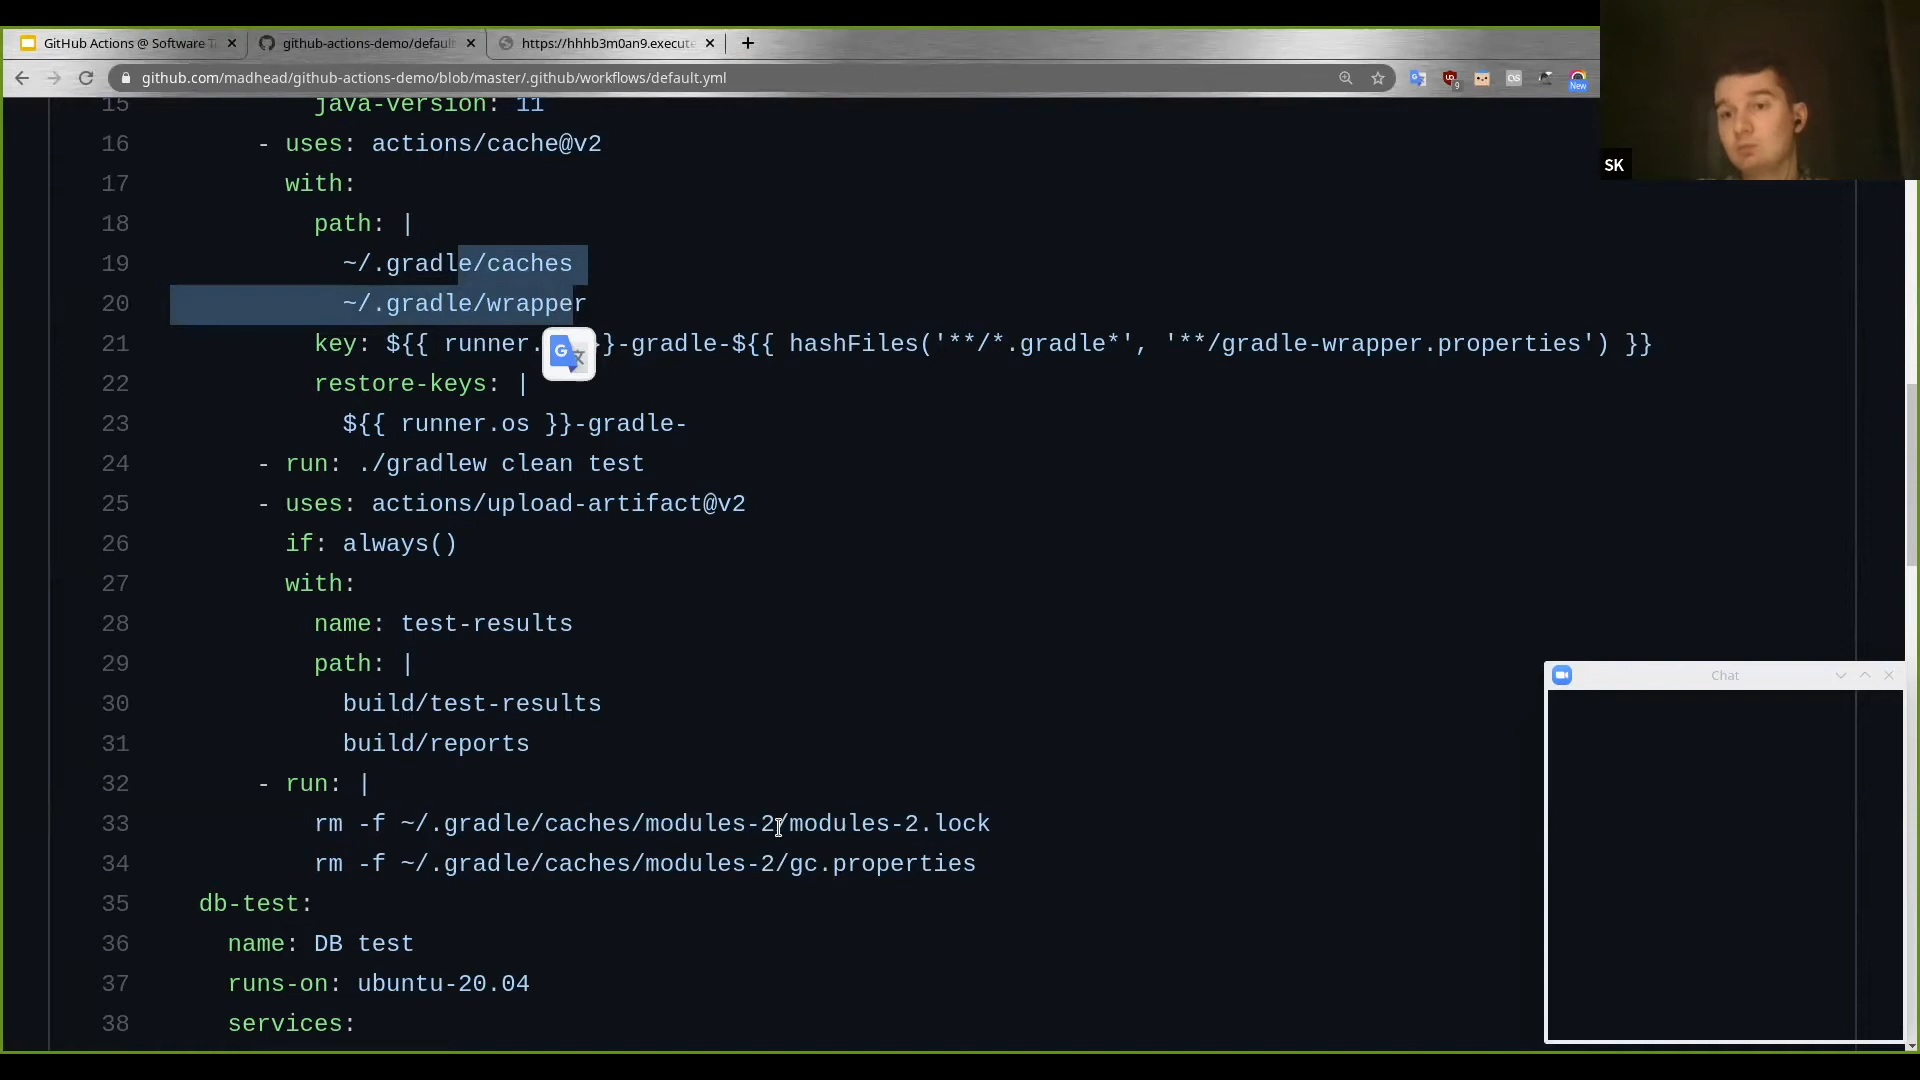 GitHub Actions @ Software T
github-actions-demo/default
https://hhhb3m0an9.execute
github.com/madhead/github-actions-demo/blob/master/.github/workflows/default.yml
9
New
SK
15 java-version: 11
16 - uses: actions/cache@v2
17 with:
18 path: |
19 ~/.gradle/caches
20 ~/.gradle/wrapper
21 key: ${{ runner. }}-gradle-${{ hashFiles('**/*.gradle*', '**/gradle-wrapper.properties') }}
22 restore-keys: |
23 ${{ runner.os }}-gradle-
24 - run: ./gradlew clean test
25 - uses: actions/upload-artifact@v2
26 if: always()
27 with:
28 name: test-results
29 path: |
30 build/test-results
31 build/reports
32 - run: |
33 rm -f ~/.gradle/caches/modules-2/modules-2.lock
34 rm -f ~/.gradle/caches/modules-2/gc.properties
35 db-test:
36 name: DB test
37 runs-on: ubuntu-20.04
38 services:
Chat